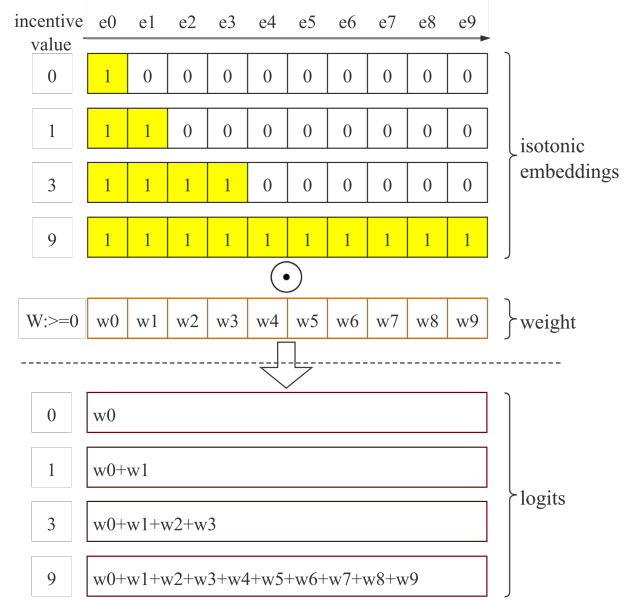 incentive value e0 e1 e2 e3 e4 e5 e6 e7 e8 e9
0 1 0 0 0 0 0 0 0 0 0
1 1 1 0 0 0 0 0 0 0 0
3 1 1 1 1 0 0 0 0 0 0
9 1 1 1 1 1 1 1 1 1 1
isotonic
embeddings
W:>=0 w0 w1 w2 w3 w4 w5 w6 w7 w8 w9 weight
0 w0
1 w0+w1
3 w0+w1+w2+w3
9 w0+w1+w2+w3+w4+w5+w6+w7+w8+w9
logits